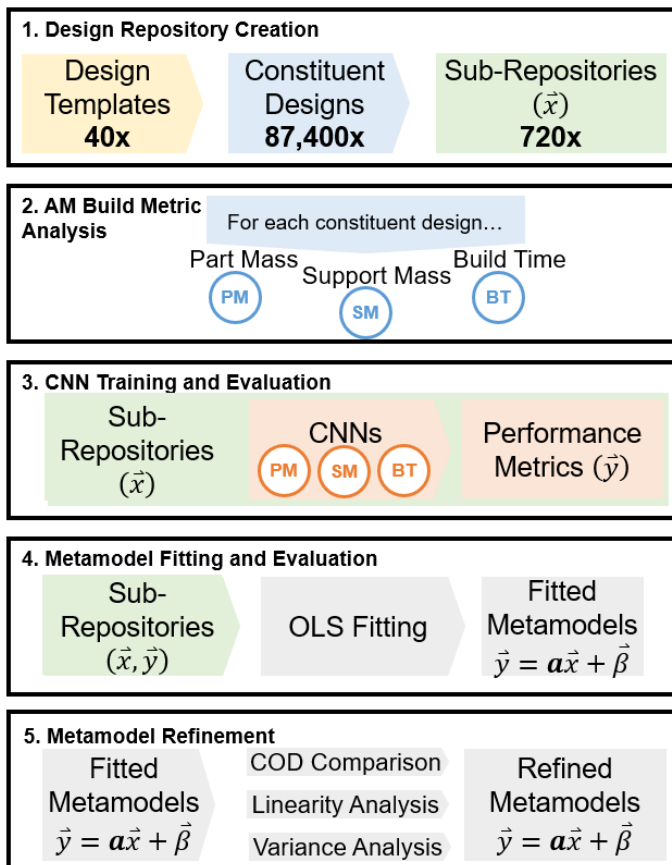 1. Design Repository Creation
Design
Templates
40x
Constituent
Designs
87,400x
Sub-Repositories
(x⃗)
720x
2. AM Build Metric
Analysis
For each constituent design…
Part Mass
PM
Support Mass
SM
Build Time
BT
3. CNN Training and Evaluation
Sub-
Repositories
(x⃗)
CNNs
PM SM BT
Performance
Metrics (y⃗)
4. Metamodel Fitting and Evaluation
Sub-
Repositories
(x⃗, y⃗)
OLS Fitting
Fitted
Metamodels
y⃗ = ax⃗ + β⃗
5. Metamodel Refinement
Fitted
Metamodels
y⃗ = ax⃗ + β⃗
COD Comparison
Linearity Analysis
Variance Analysis
Refined
Metamodels
y⃗ = ax⃗ + β⃗